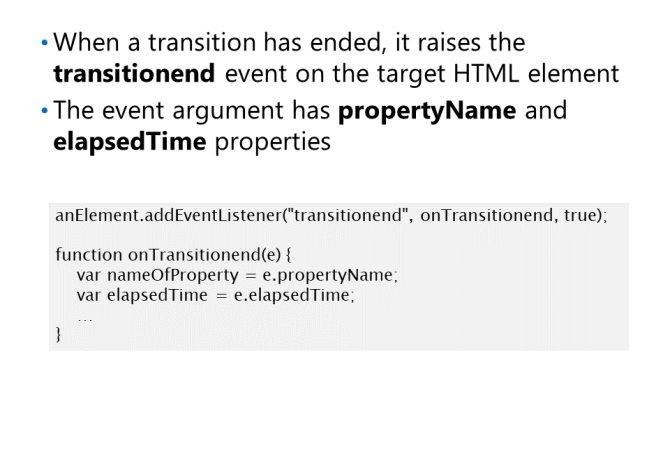 • When a transition has ended, it raises the
transitionend event on the target HTML element
• The event argument has propertyName and
elapsedTime properties
anElement.addEventListener("transitionend", onTransitionend, true);
function onTransitionend(e) {
var nameOfProperty = e.propertyName;
var elapsedTime = e.elapsedTime;
...
}